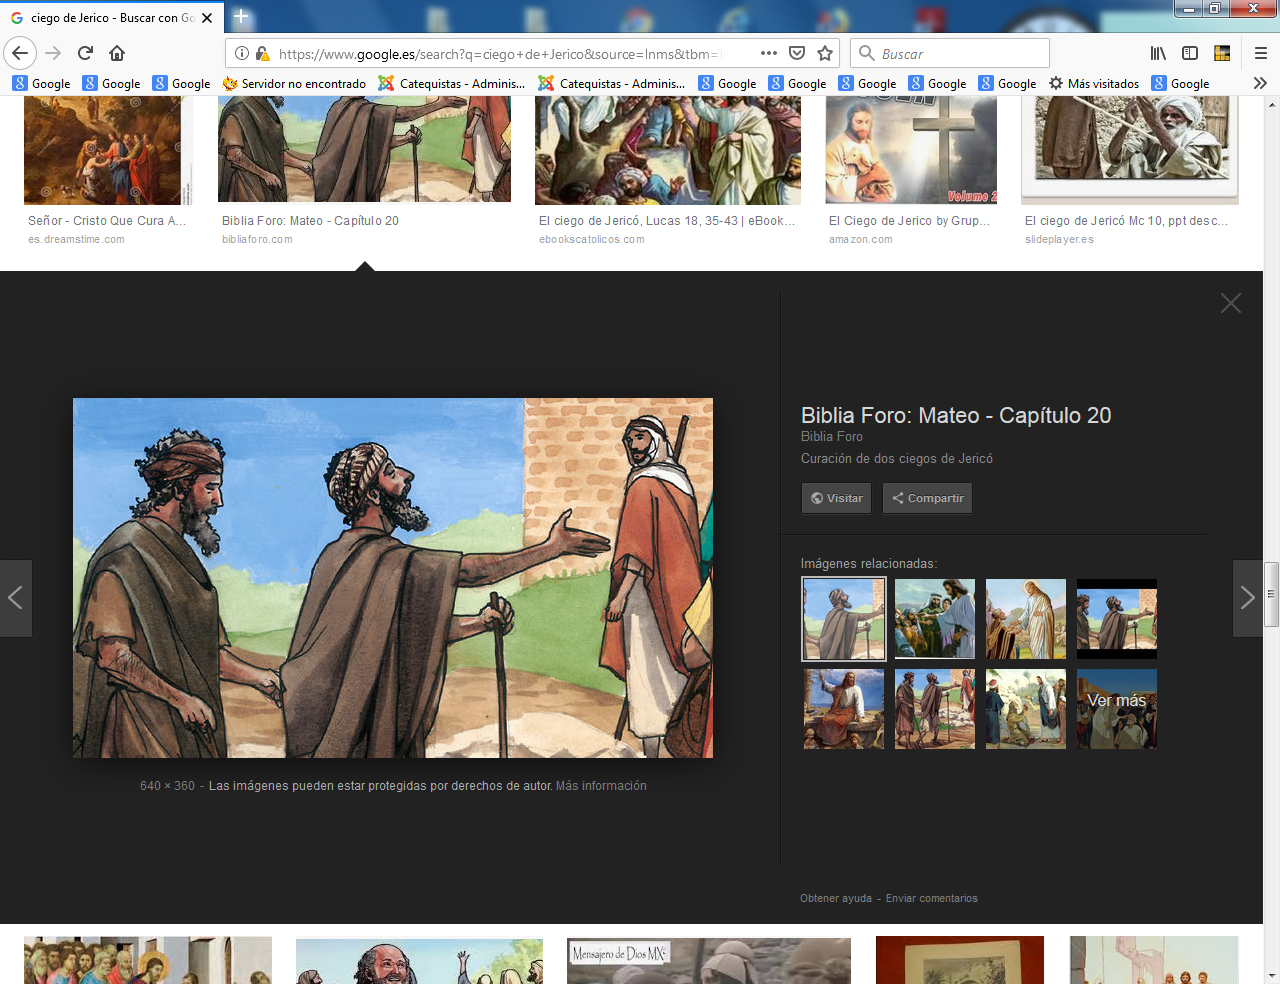 ciego de Jerico - Buscar con Go
https://www.google.es/search?q=ciego+de+Jerico&source=lnms&tbm=
Buscar
Google
Google
Google
Servidor no encontrado
Catequistas - Adminis...
Catequistas - Adminis...
Google
Google
Google
Google
Google
Más visitados
Google
Volume 2
Señor - Cristo Que Cura A...
es.dreamstime.com
Biblia Foro: Mateo - Capítulo 20
bibliaforo.com
El ciego de Jericó, Lucas 18, 35-43 | eBook...
ebookscatolicos.com
El Ciego de Jerico by Grup...
amazon.com
El ciego de Jericó Mc 10, ppt desc...
slideplayer.es
Biblia Foro: Mateo - Capítulo 20
Biblia Foro
Curación de dos ciegos de Jericó
Visitar
Compartir
Imágenes relacionadas:
Ver más
640 × 360 - Las imágenes pueden estar protegidas por derechos de autor. Más información
Obtener ayuda - Enviar comentarios
Mensajero de Dios MX